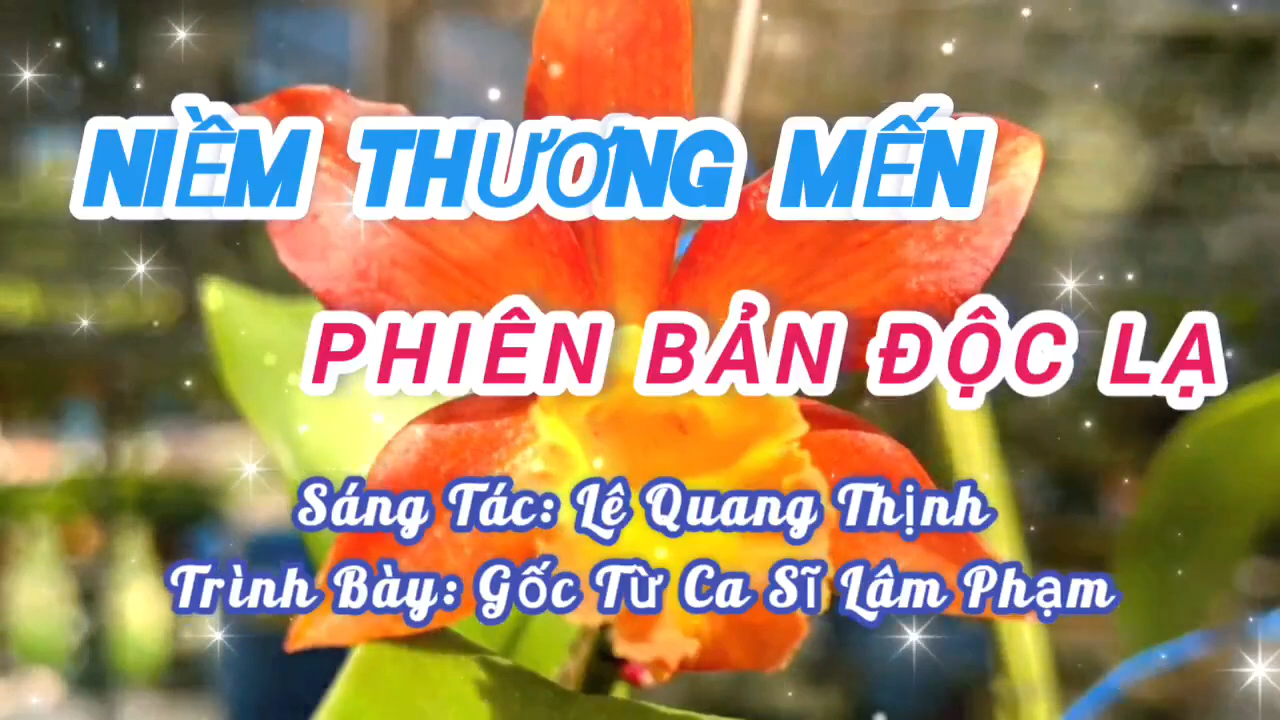 NIỀM THƯƠNG MẾN
PHIÊN BẢN ĐỘC LẠ
Sáng Tác: Lê Quang Thịnh
Trình Bày: Gốc Từ Ca Sĩ Lâm Phạm